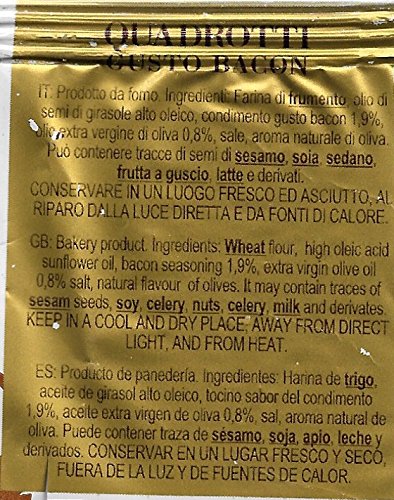 QUADROTTI
GUSTO BACON
IT: Prodotto da forno. Ingredienti: Farina di frumento, olio di
semi di girasole alto oleico, condimento gusto bacon 1,9%,
olio extra vergine di oliva 0,8%, sale, aroma naturale di oliva.
Può contenere tracce di semi di sesamo, soia, sedano,
frutta a guscio, latte e derivati.
CONSERVARE IN UN LUOGO FRESCO ED ASCIUTTO, AL
RIPARO DALLA LUCE DIRETTA E DA FONTI DI CALORE.
GB: Bakery product. Ingredients: Wheat flour, high oleic acid
sunflower oil, bacon seasoning 1,9%, extra virgin olive oil
0,8% salt, natural flavour of olives. It may contain traces of
sesam seeds, soy, celery, nuts, celery, milk and derivates.
KEEP IN A COOL AND DRY PLACE, AWAY FROM DIRECT
LIGHT, AND FROM HEAT.
ES: Producto de panedería. Ingredientes: Harina de trigo,
aceite de girasol alto oleico, tocino sabor del condimento
1,9%, aceite extra virgen de oliva 0,8%, sal, aroma natural de
oliva. Puede contener traza de sésamo, soja, apio, leche y
derivados. CONSERVAR EN UN LUGAR FRESCO Y SECO,
FUERA DE LA LUZ Y DE FUENTES DE CALOR.